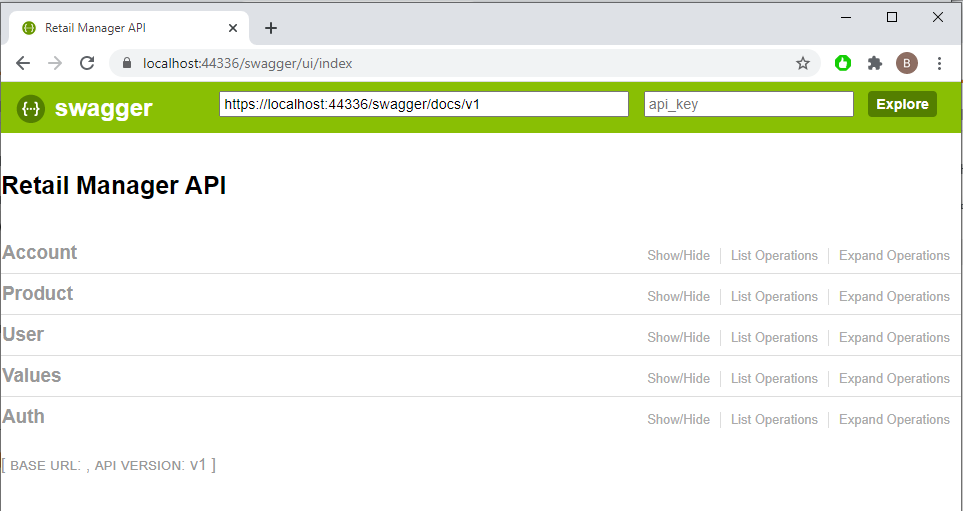 Retail Manager API
localhost:44336/swagger/ui/index
B
{··}
swagger
https://localhost:44336/swagger/docs/v1
api_key
Explore
Retail Manager API
Account Show/Hide List Operations Expand Operations
Product Show/Hide List Operations Expand Operations
User Show/Hide List Operations Expand Operations
Values Show/Hide List Operations Expand Operations
Auth Show/Hide List Operations Expand Operations
[ BASE URL: , API VERSION: V1 ]